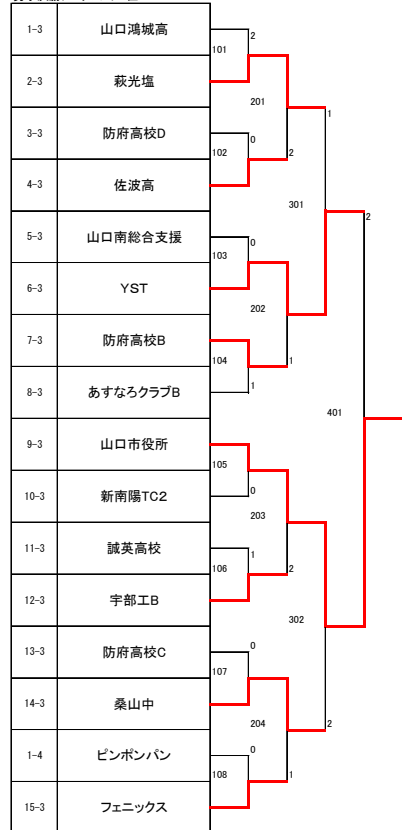 1-3 山口鴻城高 2
101
2-3 萩光塩
201 1
3-3 防府高校D 0
102 2
4-3 佐波高
301 2
5-3 山口南総合支援 0
103
6-3 YST
202
7-3 防府高校B
104 1
8-3 あすなろクラブB 1
401
9-3 山口市役所
105
10-3 新南陽TC2 0
203
11-3 誠英高校 1
106 2
12-3 宇部工B
302
13-3 防府高校C 0
107
14-3 桑山中
204 2
1-4 ピンポンパン 0
108 1
15-3 フェニックス